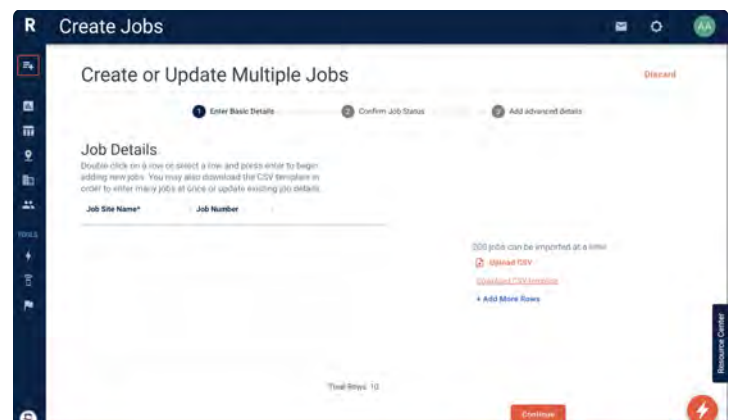 R Create Jobs AA
Create or Update Multiple Jobs Discard
1 Enter Basic Details 2 Confirm Job Status 3 Add advanced details
Job Details
Double-click on a row or select a row and press enter to begin
adding new jobs. You may also download the CSV template in
order to enter many jobs at once or update existing job details.
Job Site Name* Job Number
TOOLS
200 jobs can be imported at a time
Upload CSV
Download CSV template
+ Add More Rows
Resource Center
Total Rows: 10
Continue